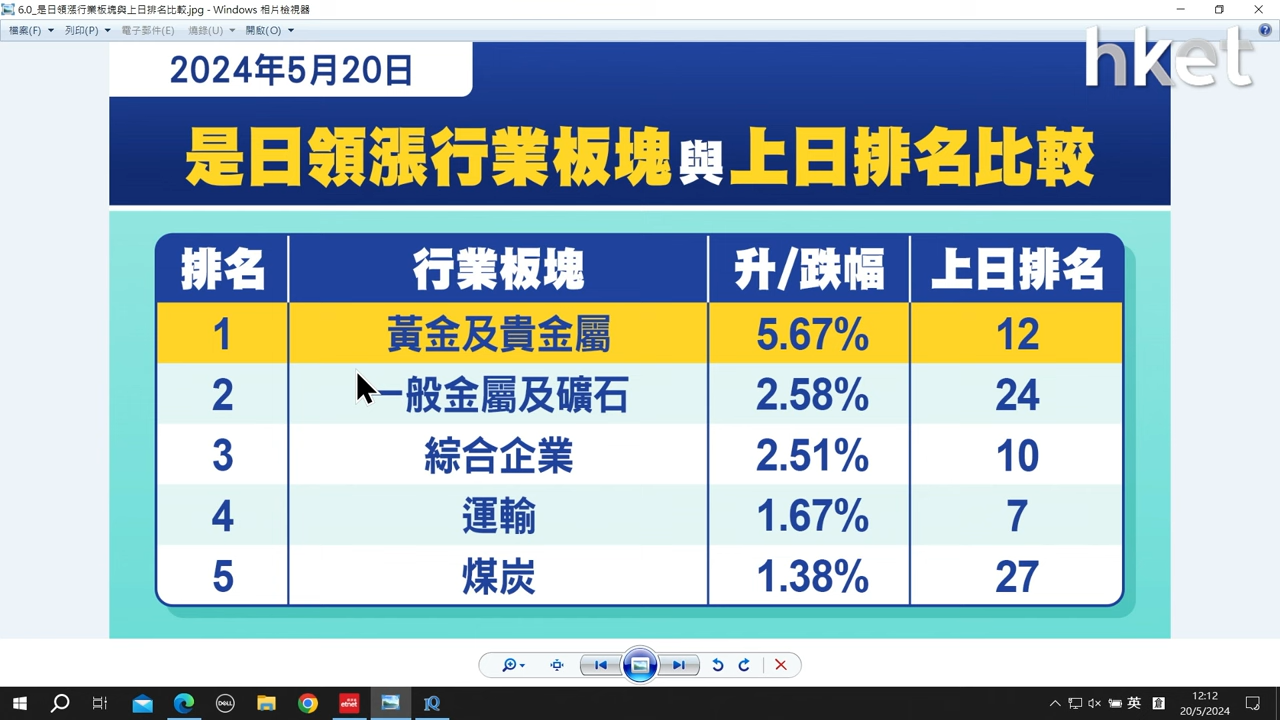 6.0_是日領漲行業板塊與上日排名比較.jpg - Windows 相片檢視器
檔案(F) 列印(P) 電子郵件(E) 燒錄(U) 開啟(O)
hket
2024年5月20日
是日領漲行業板塊與上日排名比較
排名 行業板塊 升/跌幅 上日排名
1 黃金及貴金屬 5.67% 12
2 一般金屬及礦石 2.58% 24
3 綜合企業 2.51% 10
4 運輸 1.67% 7
5 煤炭 1.38% 27
DELL etnet IQ 英 12:12
20/5/2024